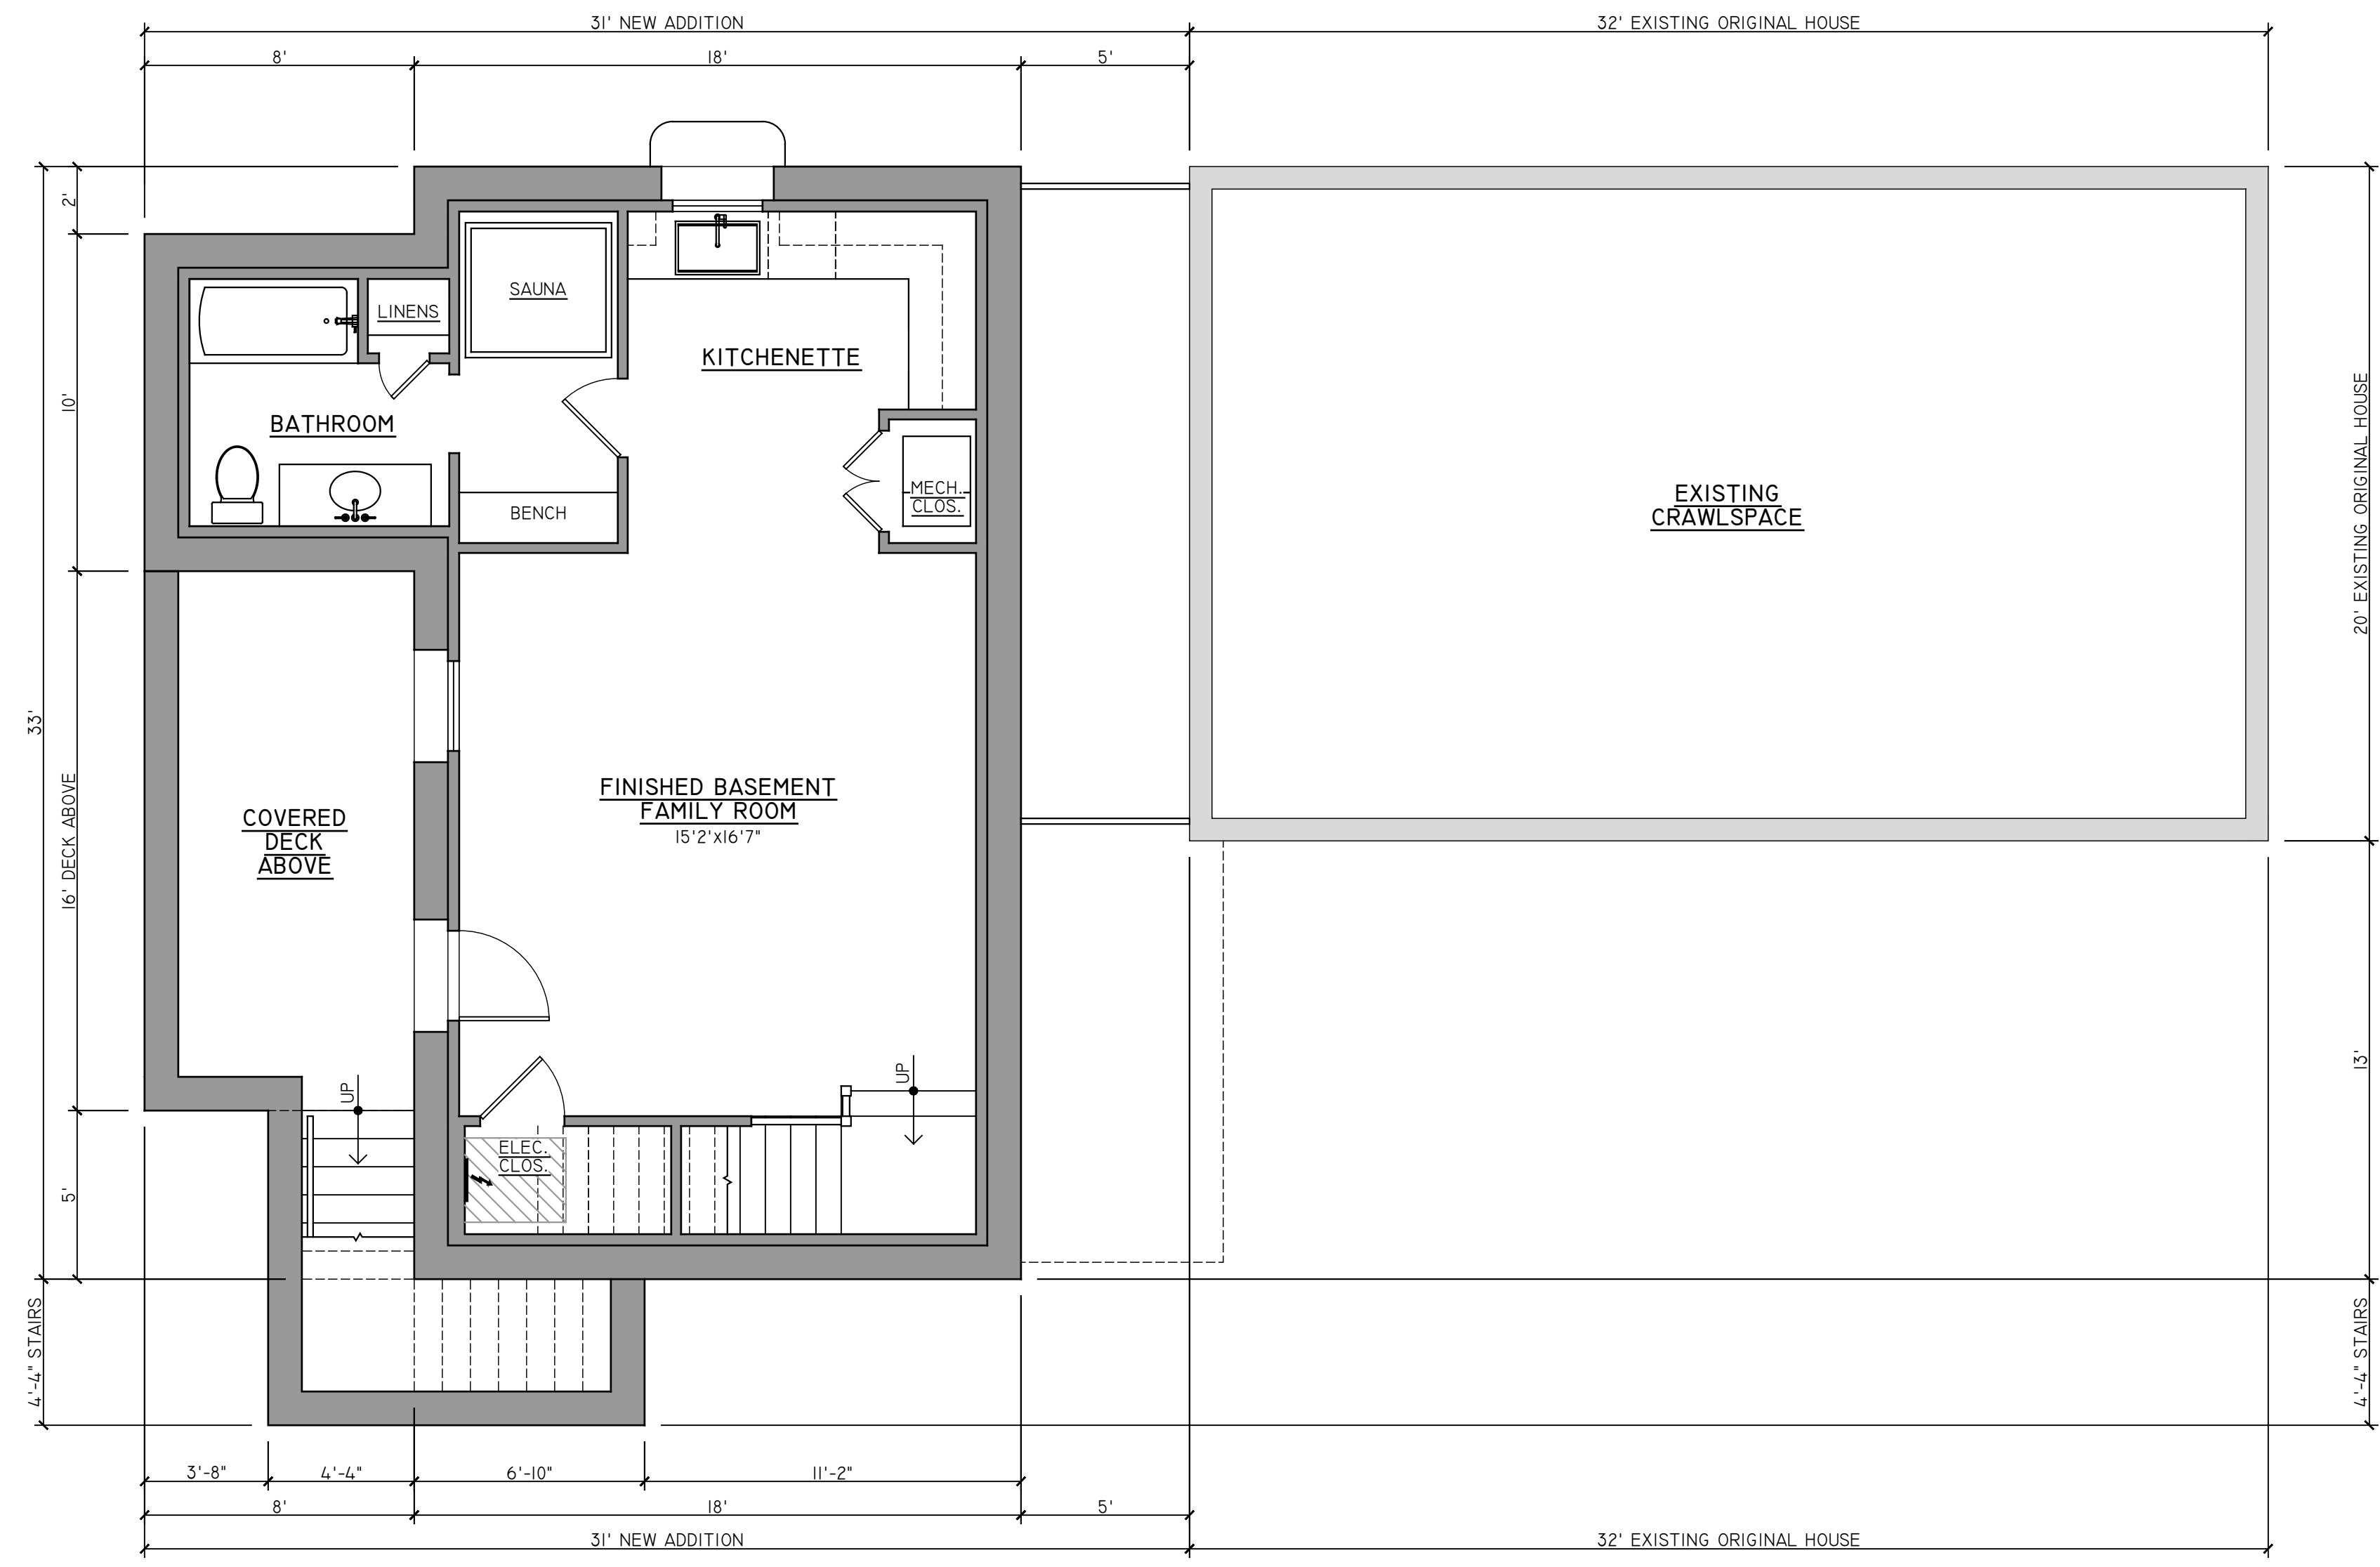 31' NEW ADDITION
32' EXISTING ORIGINAL HOUSE
8'
18'
5'
2'
SAUNA
LINENS
KITCHENETTE
10'
BATHROOM
MECH.
CLOS.
BENCH
EXISTING
CRAWLSPACE
20' EXISTING ORIGINAL HOUSE
33'
16' DECK ABOVE
COVERED
DECK
ABOVE
FINISHED BASEMENT
FAMILY ROOM
15'2'x16'7"
UP
UP
13'
ELEC.
CLOS.
5'
4'-4" STAIRS
4'-4" STAIRS
3'-8"
4'-4"
6'-10"
11'-2"
8'
18'
5'
31' NEW ADDITION
32' EXISTING ORIGINAL HOUSE